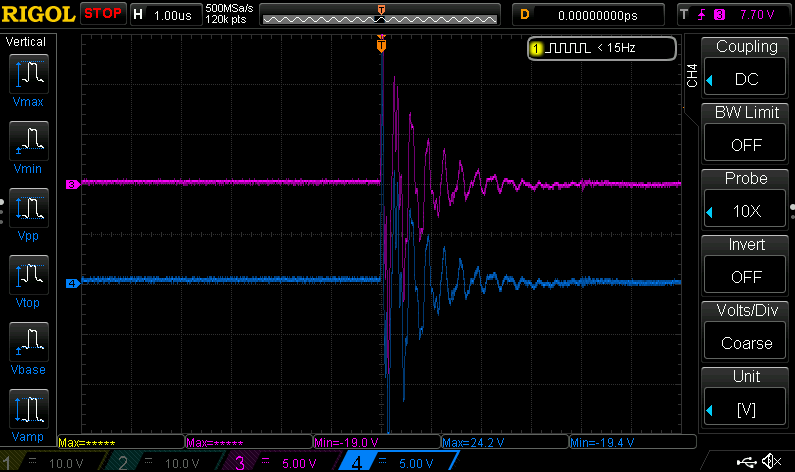 RIGOL STOP H 1.00us 500MSa/s 120k pts T D 0.00000000ps T 3 7.70 V
Vertical
Vmax
Vmin
Vpp
Vtop
Vbase
Vamp
T
1 < 15Hz
3
4
CH4
Coupling
DC
BW Limit
OFF
Probe
10X
Invert
OFF
Volts/Div
Coarse
Unit
[V]
Max=***** Max=***** Min=-19.0 V Max=24.2 V Min=-19.4 V
1 10.0 V 2 10.0 V 3 5.00 V 4 5.00 V